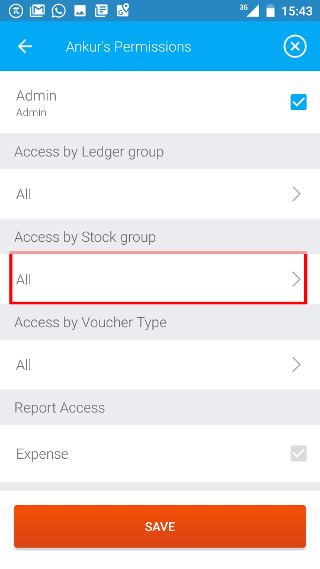 3G 15:43
Ankur's Permissions
Admin
Admin
Access by Ledger group
All
Access by Stock group
All
Access by Voucher Type
All
Report Access
Expense
SAVE